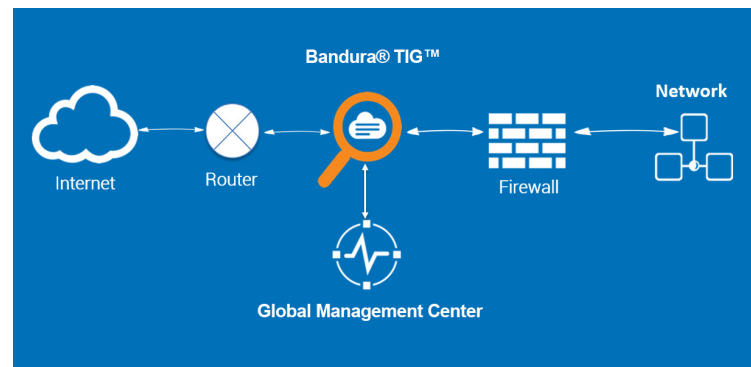 Bandura® TIG™
Network
Internet
Router
Firewall
Global Management Center